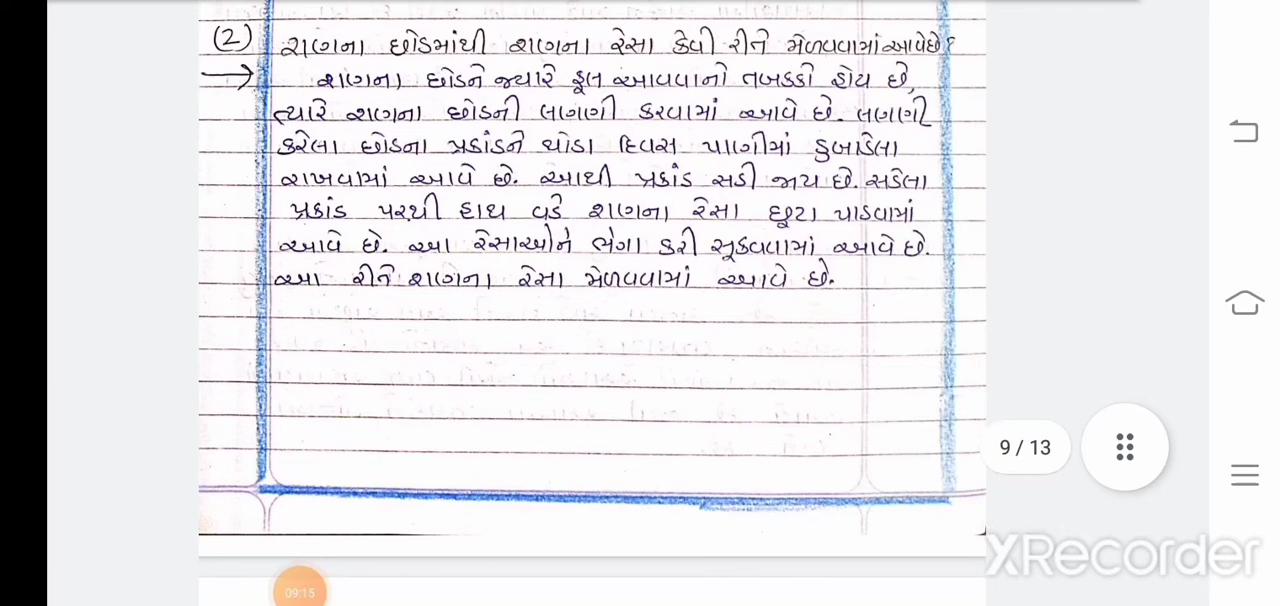 (2) શણના છોડમાંથી શણના રેસા કેવી રીતે મેળવવામાં આવે છે?
→ શણના છોડને જ્યારે ફૂલ આવવાનો તબક્કો હોય છે,
ત્યારે શણના છોડની લણણી કરવામાં આવે છે. લણણી
કરેલા છોડના પ્રકાંડને થોડા દિવસ પાણીમાં ડુબાડેલા
રાખવામાં આવે છે. આથી પ્રકાંડ સડી જાય છે. સડેલા
પ્રકાંડ પરથી હાથ વડે શણના રેસા છૂટા પાડવામાં
આવે છે. આ રેસાઓને ભેગા કરી સૂકવવામાં આવે છે.
આ રીતે શણના રેસા મેળવવામાં આવે છે.
9 / 13
XRecorder
09:15